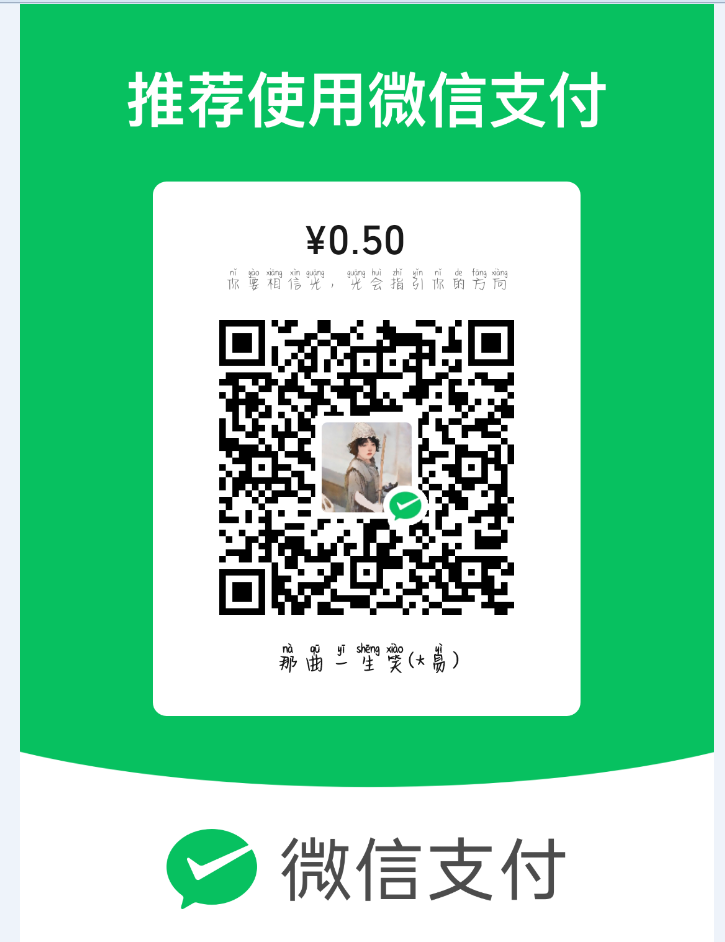 推荐使用微信支付
¥0.50
nǐ yào xiāng xìn guāng guāng huì zhǐ yǐn nǐ de fāng xiàng
你要相信光，光会指引你的方向
nà qū yī shēng xiào yì
那曲一生笑(*勇)
微信支付